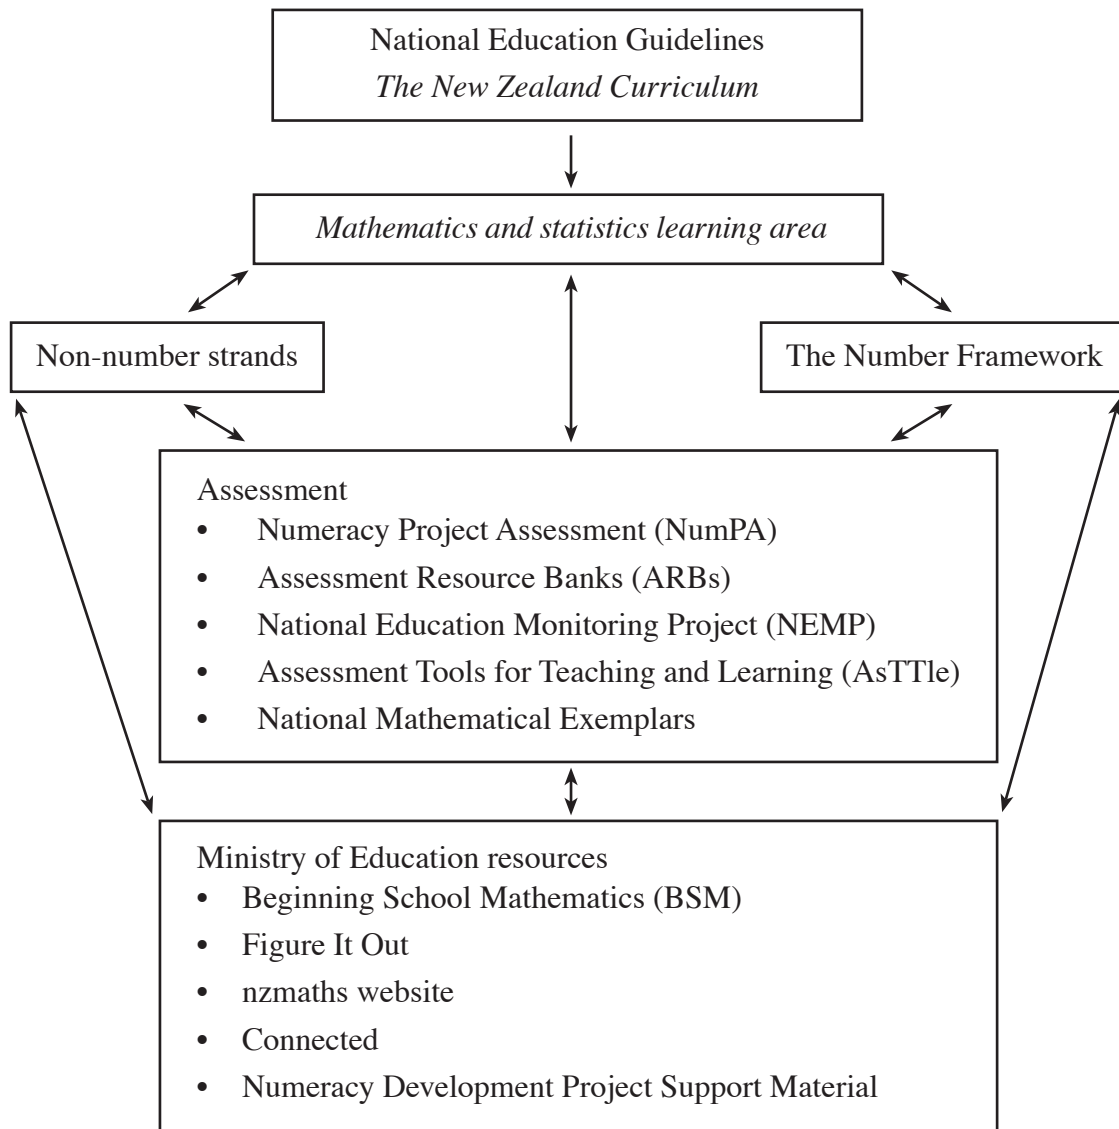 National Education Guidelines
The New Zealand Curriculum
Mathematics and statistics learning area
Non-number strands
The Number Framework
Assessment
• Numeracy Project Assessment (NumPA)
• Assessment Resource Banks (ARBs)
• National Education Monitoring Project (NEMP)
• Assessment Tools for Teaching and Learning (AsTTle)
• National Mathematical Exemplars
Ministry of Education resources
• Beginning School Mathematics (BSM)
• Figure It Out
• nzmaths website
• Connected
• Numeracy Development Project Support Material